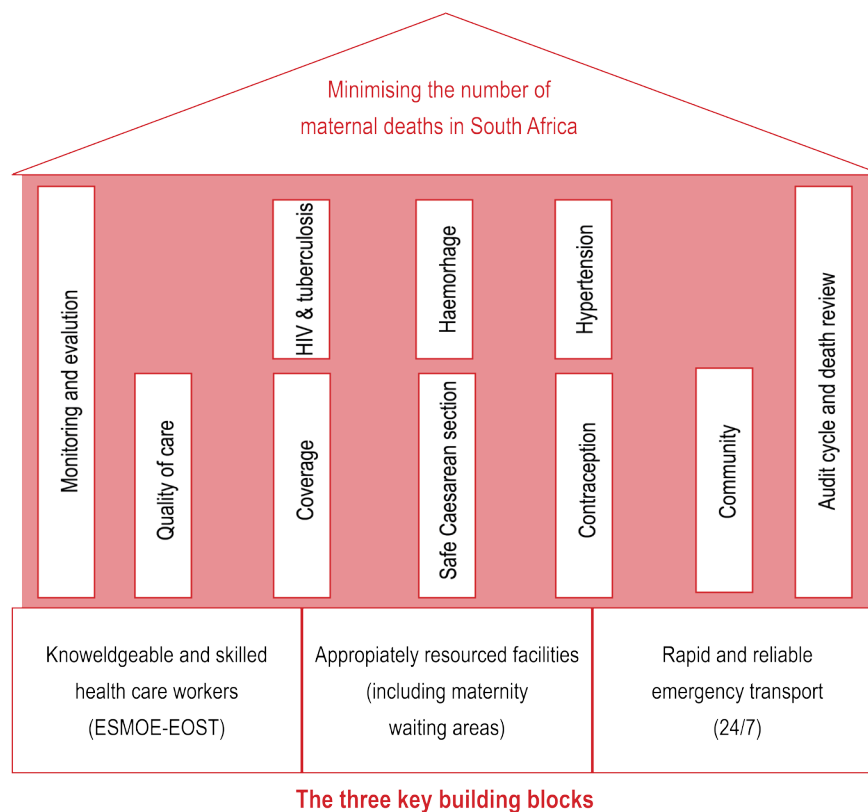 Minimising the number of
maternal deaths in South Africa
Monitoring and evalution
Quality of care
HIV & tuberculosis
Coverage
Haemorhage
Safe Caesarean section
Hypertension
Contraception
Community
Audit cycle and death review
Knoweldgeable and skilled
health care workers
(ESMOE-EOST)
Appropiately resourced facilities
(including maternity
waiting areas)
Rapid and reliable
emergency transport
(24/7)
The three key building blocks